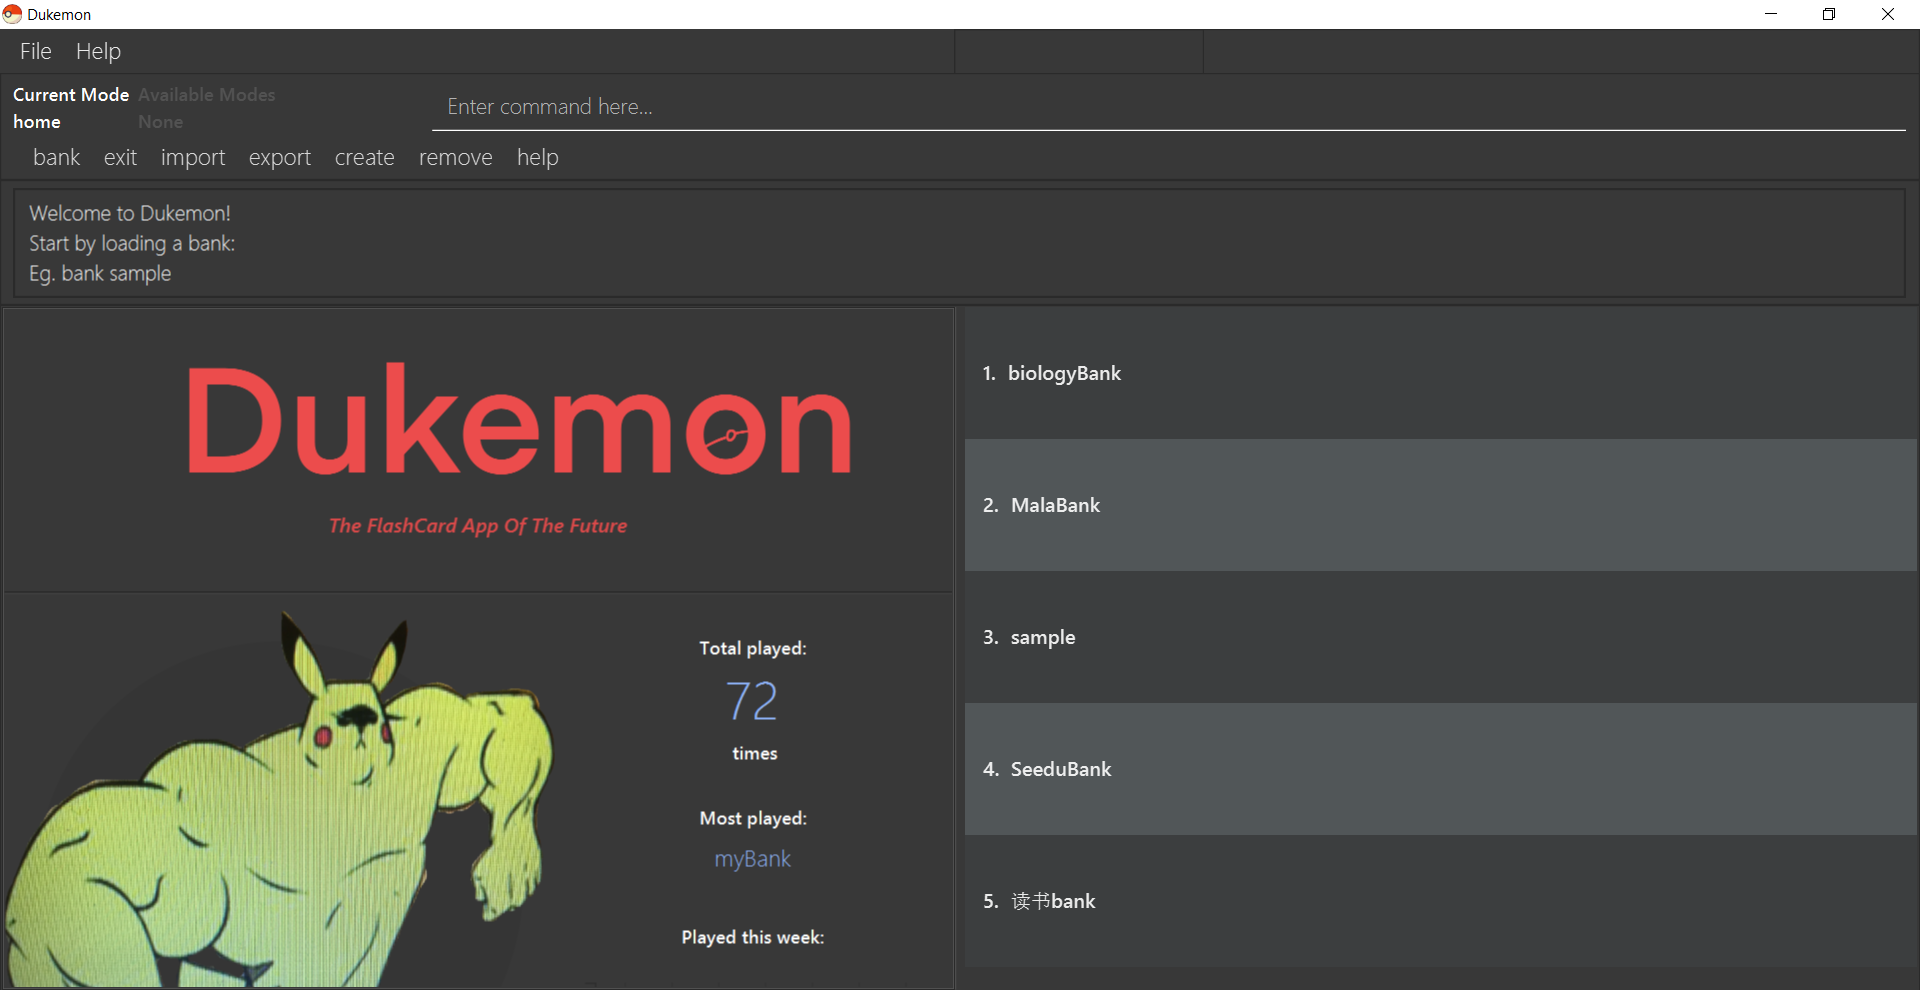 Dukemon
File Help
Current Mode Available Modes
home None
Enter command here...
bank exit import export create remove help
Welcome to Dukemon!
Start by loading a bank:
Eg. bank sample
Dukemon
The FlashCard App Of The Future
Total played:
72
times
Most played:
myBank
Played this week:
1. biologyBank
2. MalaBank
3. sample
4. SeeduBank
5. 读书bank